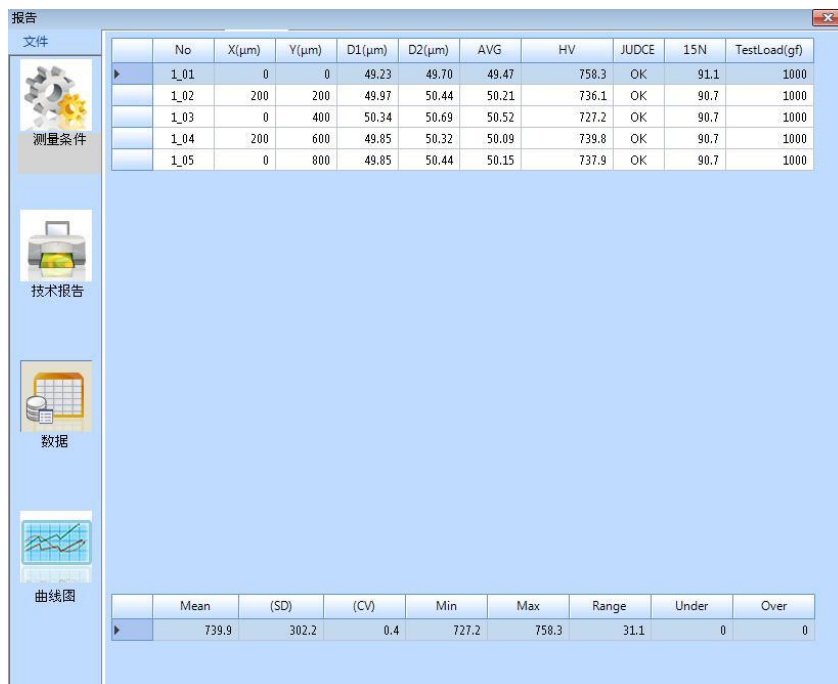 报告
文件
No X(μm) Y(μm) D1(μm) D2(μm) AVG HV JUDCE 15N TestLoad(gf)
1_01 0 0 49.23 49.70 49.47 758.3 OK 91.1 1000
1_02 200 200 49.97 50.44 50.21 736.1 OK 90.7 1000
1_03 0 400 50.34 50.69 50.52 727.2 OK 90.7 1000
1_04 200 600 49.85 50.32 50.09 739.8 OK 90.7 1000
1_05 0 800 49.85 50.44 50.15 737.9 OK 90.7 1000
测量条件
技术报告
数据
曲线图
Mean (SD) (CV) Min Max Range Under Over
739.9 302.2 0.4 727.2 758.3 31.1 0 0